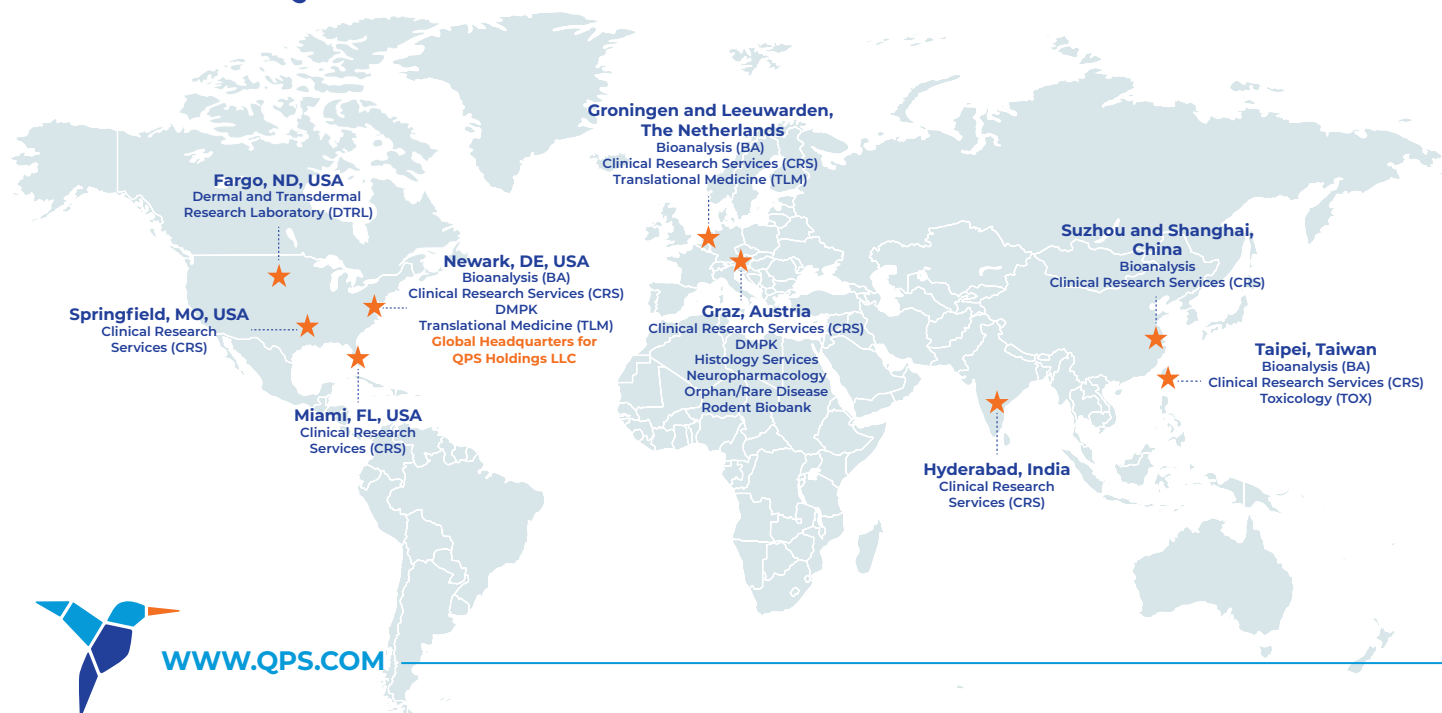 Groningen and Leeuwarden,
The Netherlands
Bioanalysis (BA)
Clinical Research Services (CRS)
Translational Medicine (TLM)
Fargo, ND, USA
Dermal and Transdermal
Research Laboratory (DTRL)
Newark, DE, USA
Bioanalysis (BA)
Clinical Research Services (CRS)
DMPK
Translational Medicine (TLM)
Global Headquarters for
QPS Holdings LLC
Springfield, MO, USA
Clinical Research
Services (CRS)
Miami, FL, USA
Clinical Research
Services (CRS)
Graz, Austria
Clinical Research Services (CRS)
DMPK
Histology Services
Neuropharmacology
Orphan/Rare Disease
Rodent Biobank
Suzhou and Shanghai,
China
Bioanalysis
Clinical Research Services (CRS)
Taipei, Taiwan
Bioanalysis (BA)
Clinical Research Services (CRS)
Toxicology (TOX)
Hyderabad, India
Clinical Research
Services (CRS)
WWW.QPS.COM